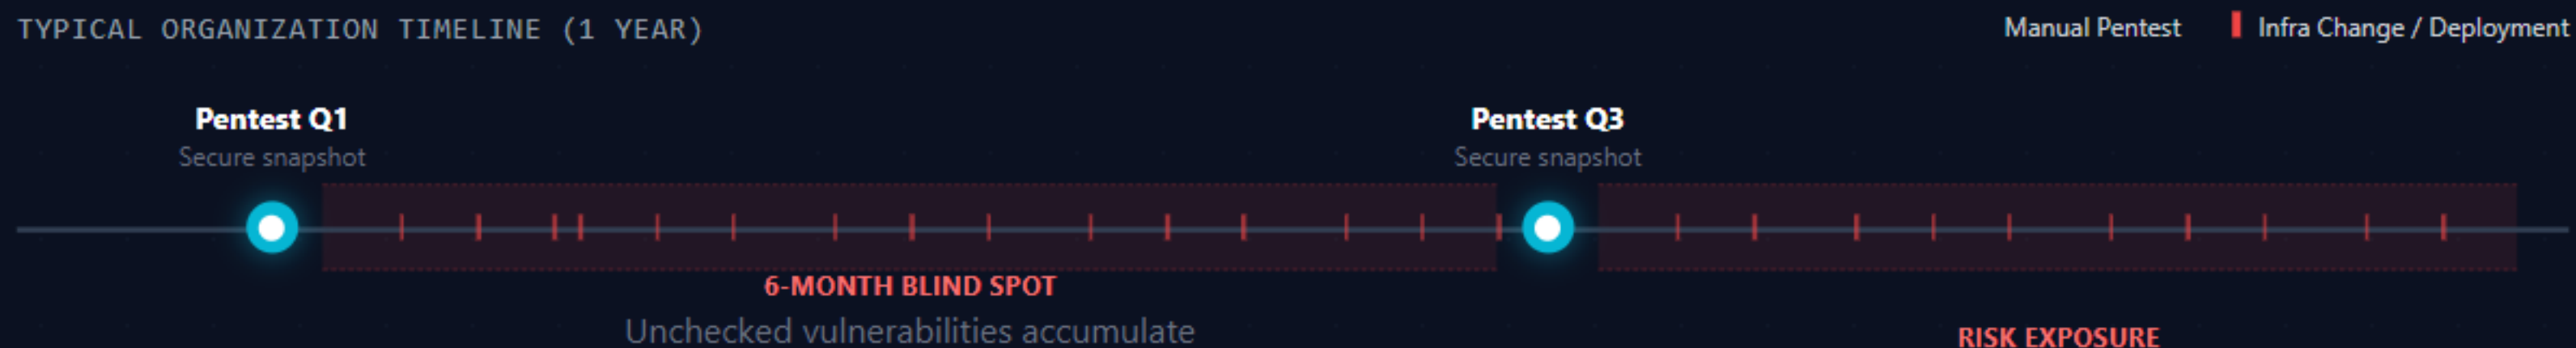 TYPICAL ORGANIZATION TIMELINE (1 YEAR)
Manual Pentest
Infra Change / Deployment
Pentest Q1
Secure snapshot
Pentest Q3
Secure snapshot
6-MONTH BLIND SPOT
Unchecked vulnerabilities accumulate
RISK EXPOSURE